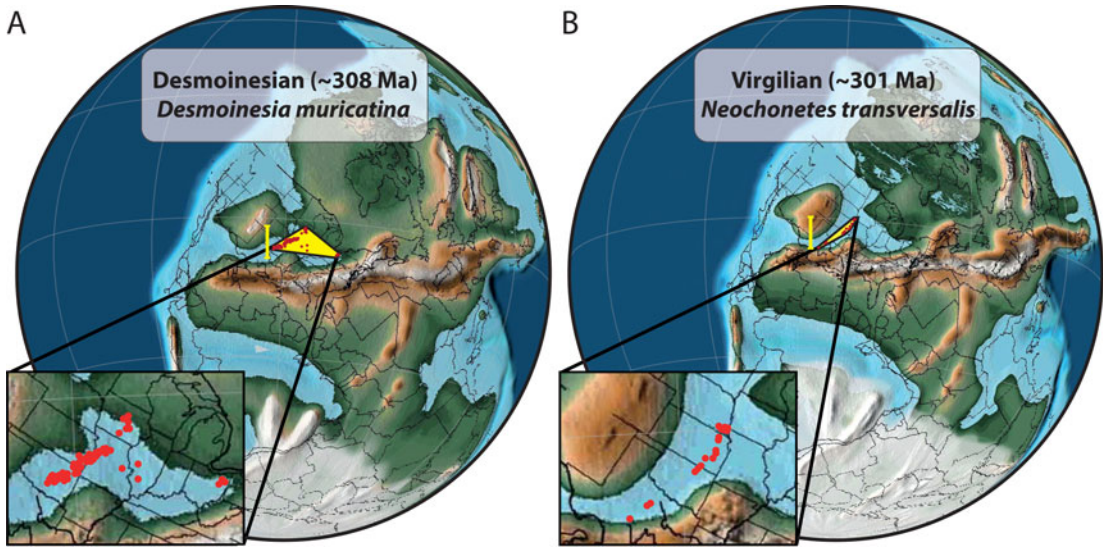 A
Desmoinesian (~308 Ma)
Desmoinesia muricatina
B
Virgilian (~301 Ma)
Neochonetes transversalis